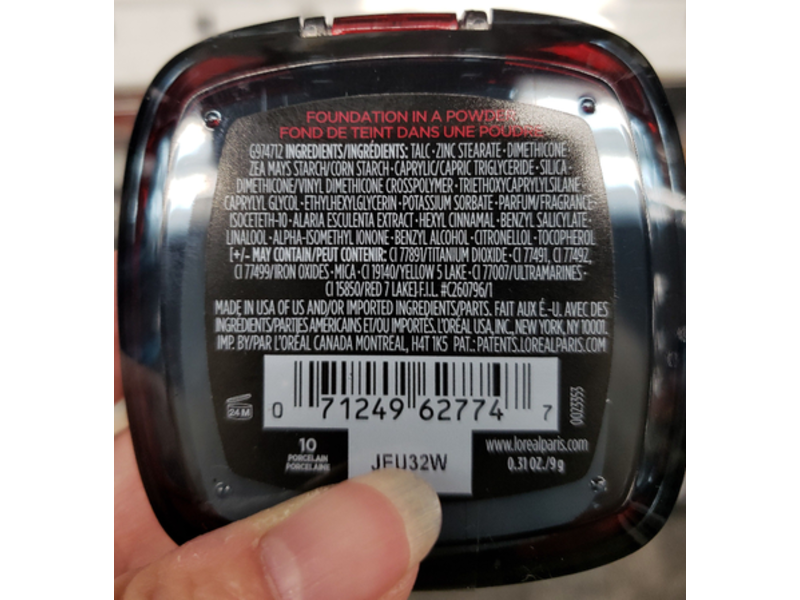 FOUNDATION IN A POWDER
FOND DE TEINT DANS UNE POUDRE
G974712 INGREDIENTS/INGRÉDIENTS: TALC • ZINC STEARATE • DIMETHICONE
ZEA MAYS STARCH/CORN STARCH • CAPRYLIC/CAPRIC TRIGLYCERIDE • SILICA •
DIMETHICONE/VINYL DIMETHICONE CROSSPOLYMER • TRIETHOXYCAPRYLYLSILANE •
CAPRYLYL GLYCOL • ETHYLHEXYLGLYCERIN • POTASSIUM SORBATE • PARFUM/FRAGRANCE
ISOCETETH-10 • ALARIA ESCULENTA EXTRACT • HEXYL CINNAMAL • BENZYL SALICYLATE •
LINALOOL • ALPHA-ISOMETHYL IONONE • BENZYL ALCOHOL • CITRONELLOL • TOCOPHEROL
[+/- MAY CONTAIN/PEUT CONTENIR: CI 77891/TITANIUM DIOXIDE • CI 77491, CI 77492,
CI 77499/IRON OXIDES • MICA • CI 19140/YELLOW 5 LAKE • CI 77007/ULTRAMARINES •
CI 15850/RED 7 LAKE] F.I.L. #C260796/1
MADE IN USA OF US AND/OR IMPORTED INGREDIENTS/PARTS. FAIT AUX É.-U. AVEC DES
INGRÉDIENTS/PARTIES AMÉRICAINS ET/OU IMPORTÉS. L'ORÉAL USA, INC., NEW YORK, NY 10001.
IMP. BY/PAR L'ORÉAL CANADA MONTRÉAL, H4T 1K5 PAT.: PATENTS.LOREALPARIS.COM
24 M
0 71249 62774 7
0023353
10
PORCELAIN
PORCELAINE
JEU32W
www.lorealparis.com
0.31 OZ./9 g